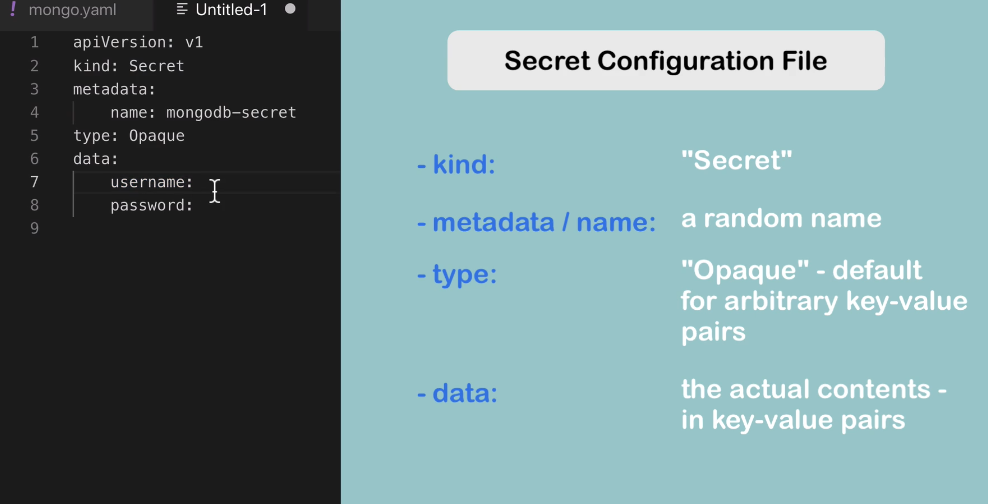 ! mongo.yaml
Untitled-1
1 apiVersion: v1
2 kind: Secret
3 metadata:
4 name: mongodb-secret
5 type: Opaque
6 data:
7 username:
8 password:
9
Secret Configuration File
- kind: "Secret"
- metadata / name: a random name
- type: "Opaque" - default
for arbitrary key-value
pairs
- data: the actual contents -
in key-value pairs